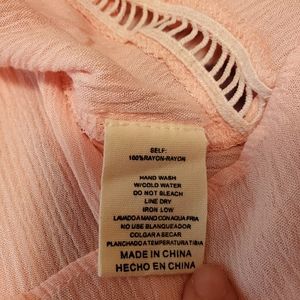 SELF:
100%RAYON-RAYON
HAND WASH
W/COLD WATER
DO NOT BLEACH
LINE DRY
IRON LOW
LAVADO A MANO CON AQUA FRIA
NO USE BLANQUEADOR
COLGAR A SECAR
PLANCHADO A TEMPERATURA TIBIA
MADE IN CHINA
HECHO EN CHINA